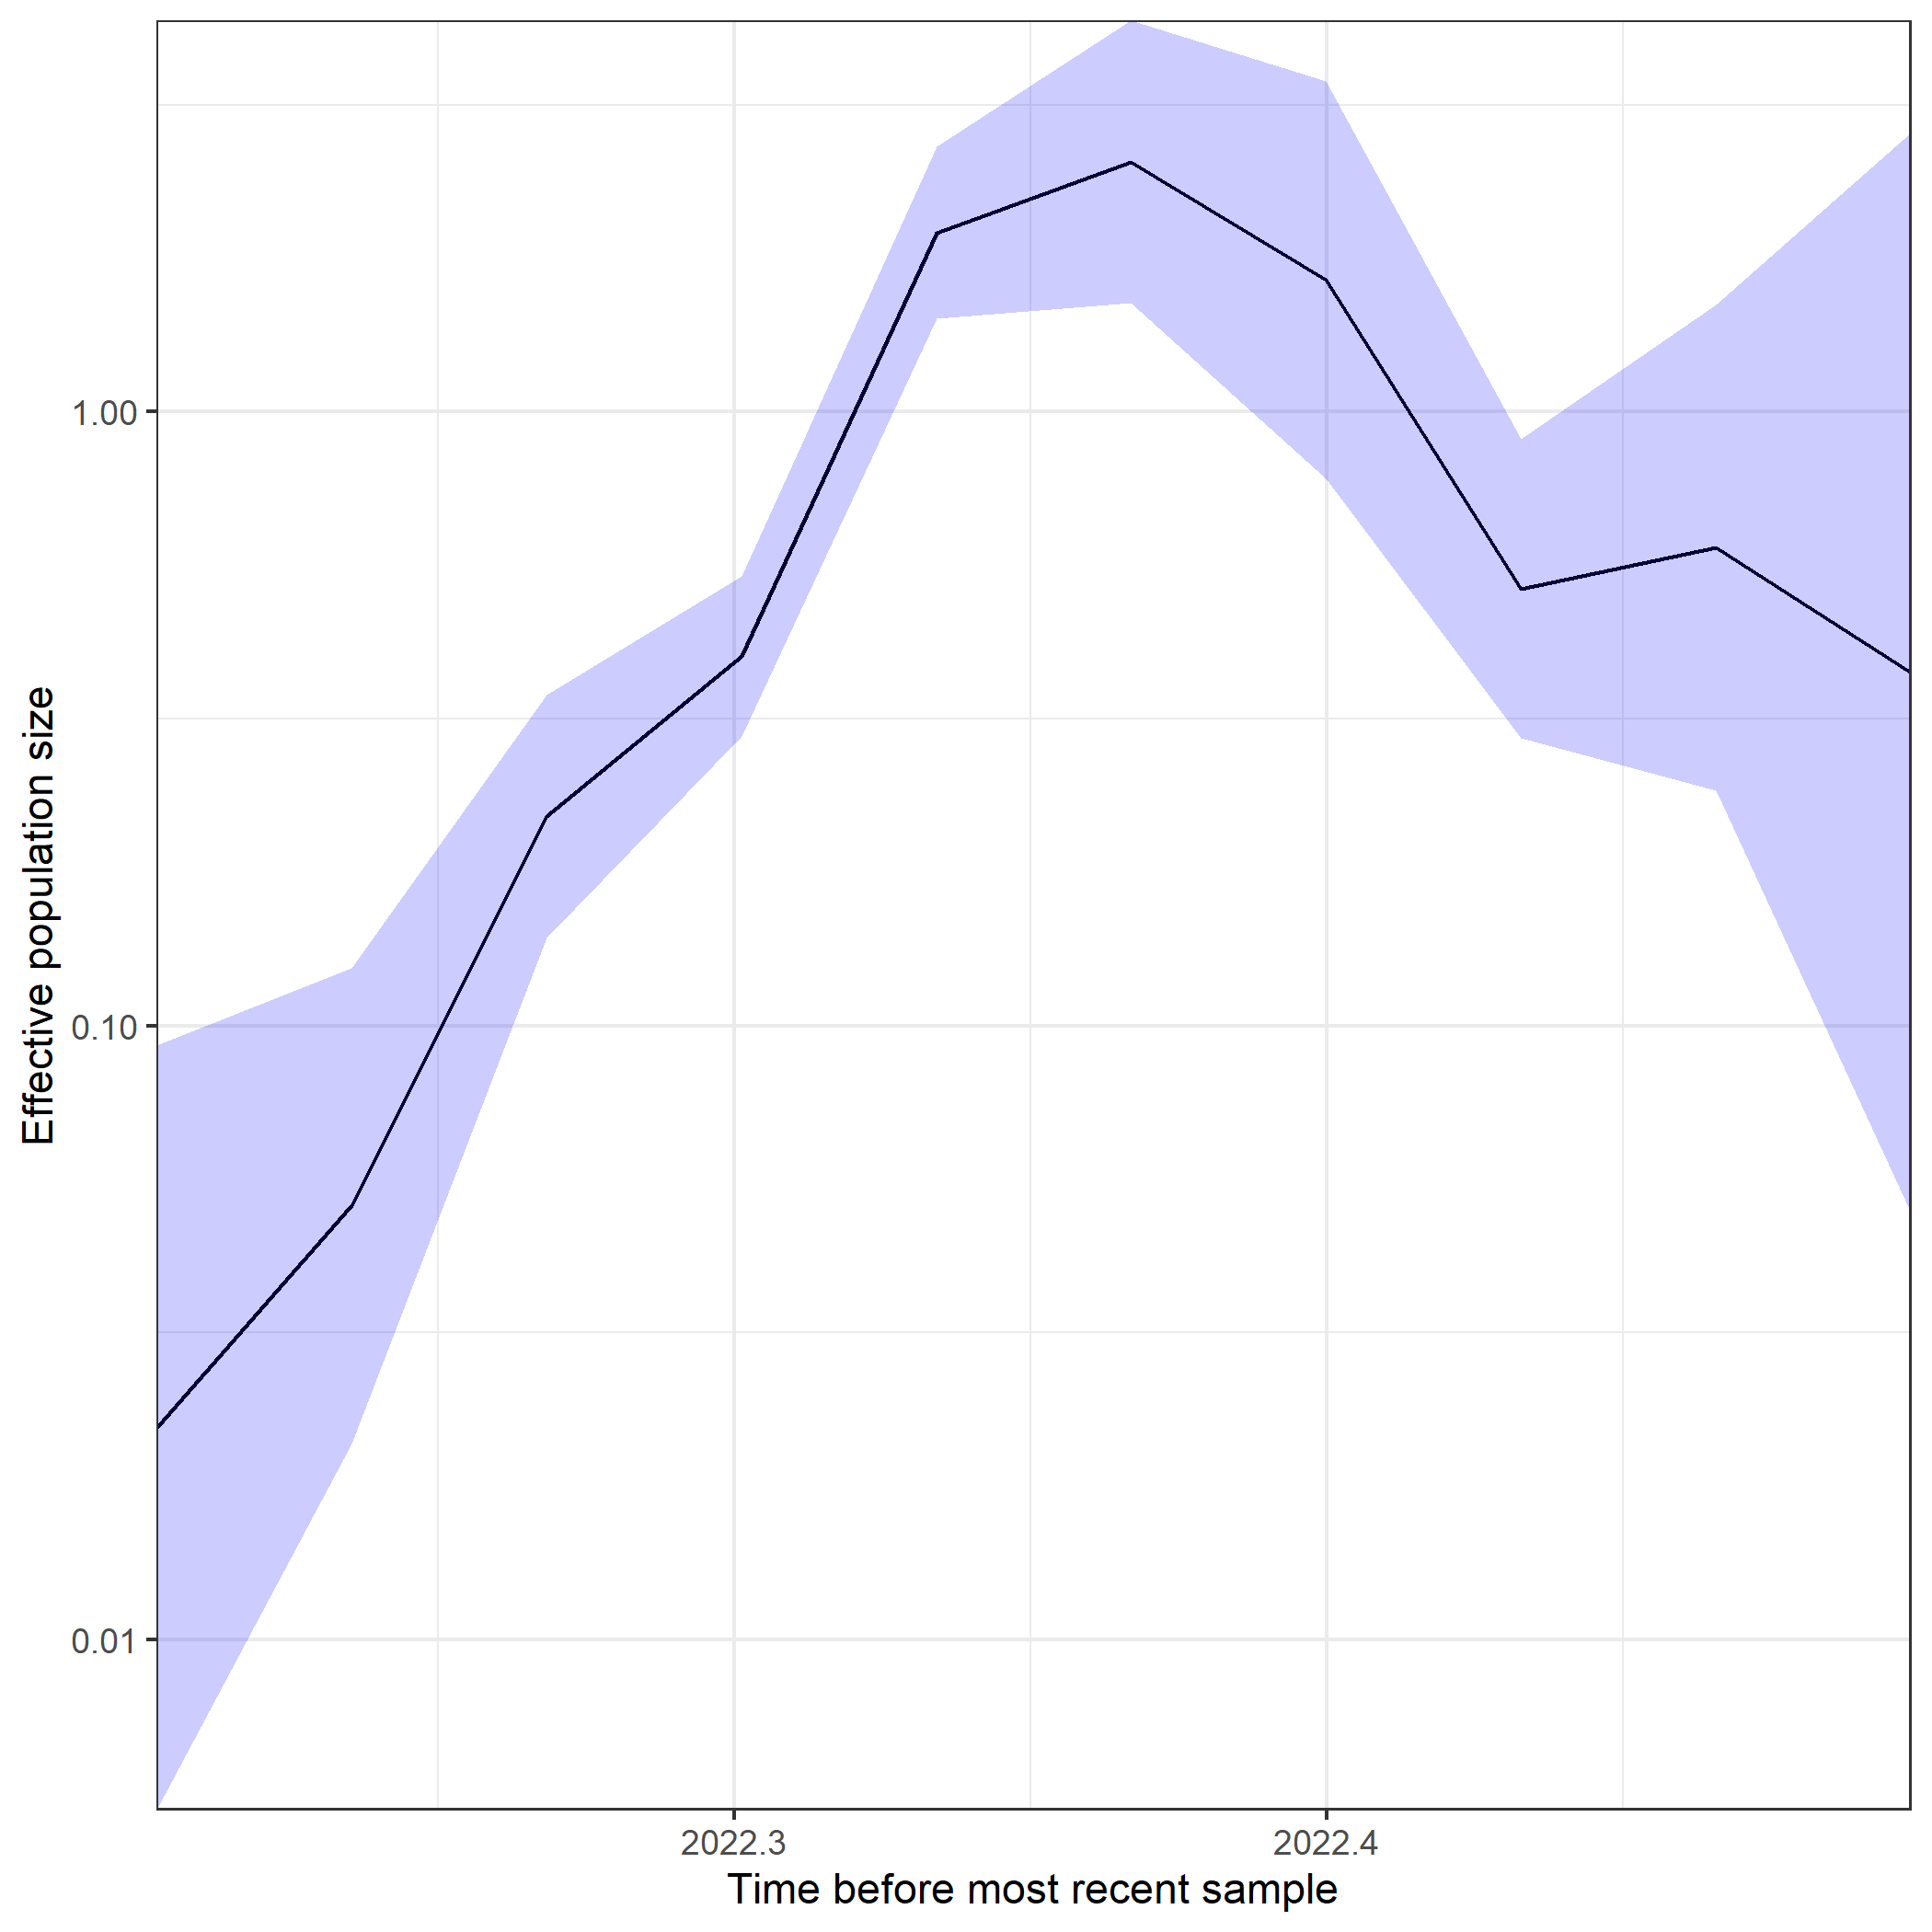 Effective population size
1.00
0.10
0.01
2022.3
2022.4
Time before most recent sample